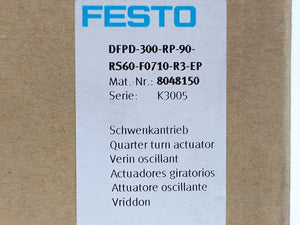 FESTO
DFPD-300-RP-90-
RS60-F0710-R3-EP
Mat.-Nr.: 8048150
Serie: K3005
Schwenkantrieb
Quarter turn actuator
Verin oscillant
Actuadores giratorios
Attuatore oscillante
Vriddon